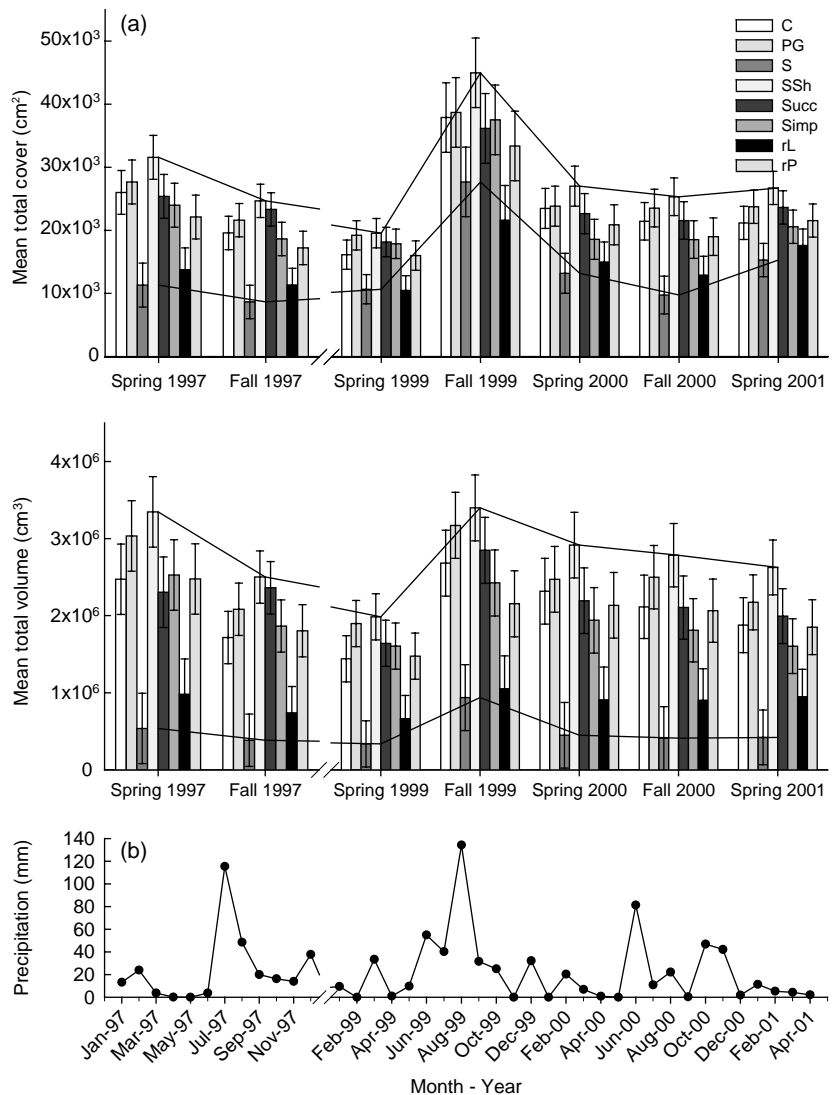 (a)
C
PG
S
SSh
Succ
Simp
rL
rP
Mean total cover (cm²)
50x10³
40x10³
30x10³
20x10³
10x10³
0
Spring 1997 Fall 1997 Spring 1999 Fall 1999 Spring 2000 Fall 2000 Spring 2001
Mean total volume (cm³)
4x10⁶
3x10⁶
2x10⁶
1x10⁶
0
Spring 1997 Fall 1997 Spring 1999 Fall 1999 Spring 2000 Fall 2000 Spring 2001
(b)
Precipitation (mm)
140
120
100
80
60
40
20
0
Jan-97 Mar-97 May-97 Jul-97 Sep-97 Nov-97 Feb-99 Apr-99 Jun-99 Aug-99 Oct-99 Dec-99 Feb-00 Apr-00 Jun-00 Aug-00 Oct-00 Dec-00 Feb-01 Apr-01
Month - Year